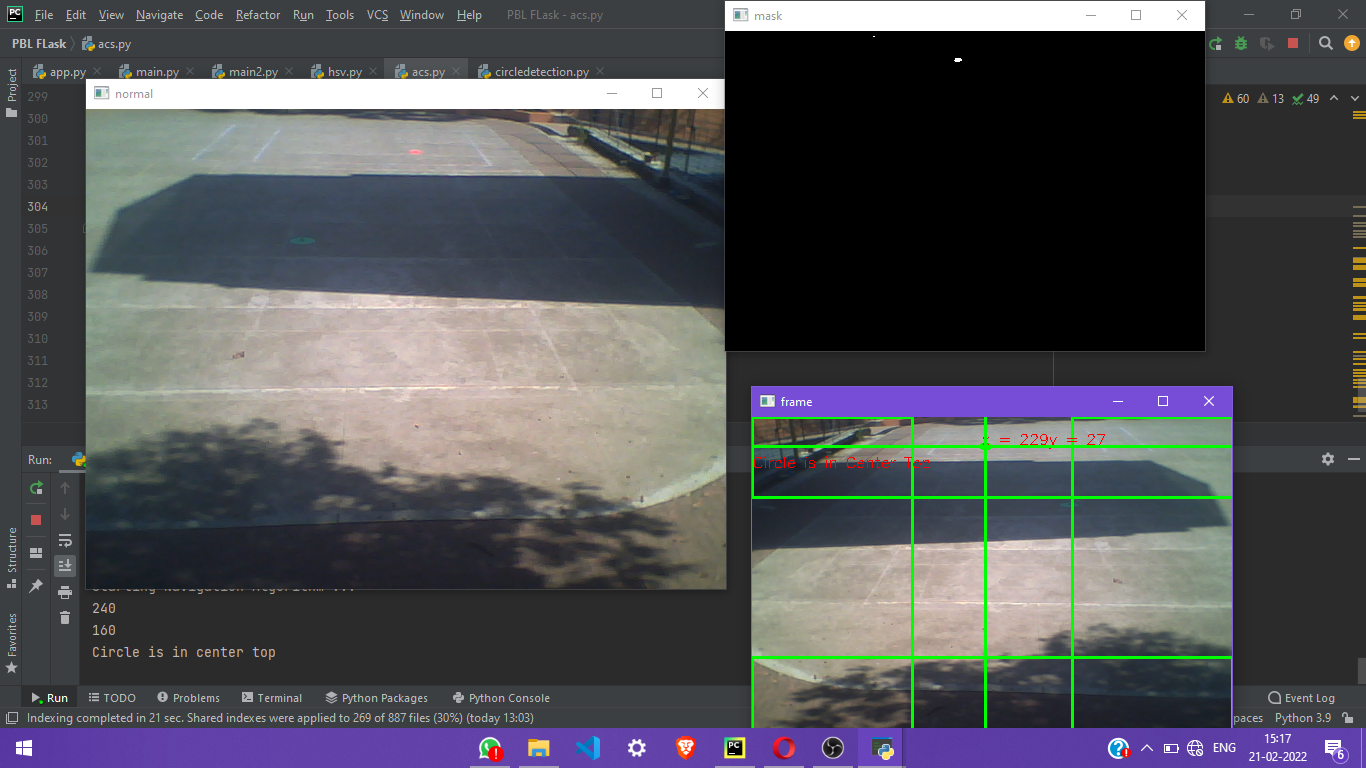 File Edit View Navigate Code Refactor Run Tools VCS Window Help PBL FLask - acs.py
mask
PBL FLask acs.py
app.py main.py main2.py hsv.py acs.py circledetection.py
Project
normal
60 13 49
299
300
301
302
303
304
305
306
307
308
309
310
311
312
313
frame
x = 229y = 27
Circle is in Center Top
Run:
Structure
Favorites
Starting Navigation Algorithm ...
240
160
Circle is in center top
Run TODO Problems Terminal Python Packages Python Console Event Log
Indexing completed in 21 sec. Shared indexes were applied to 269 of 887 files (30%) (today 13:03) paces Python 3.9
PC ENG 15:17
21-02-2022 6